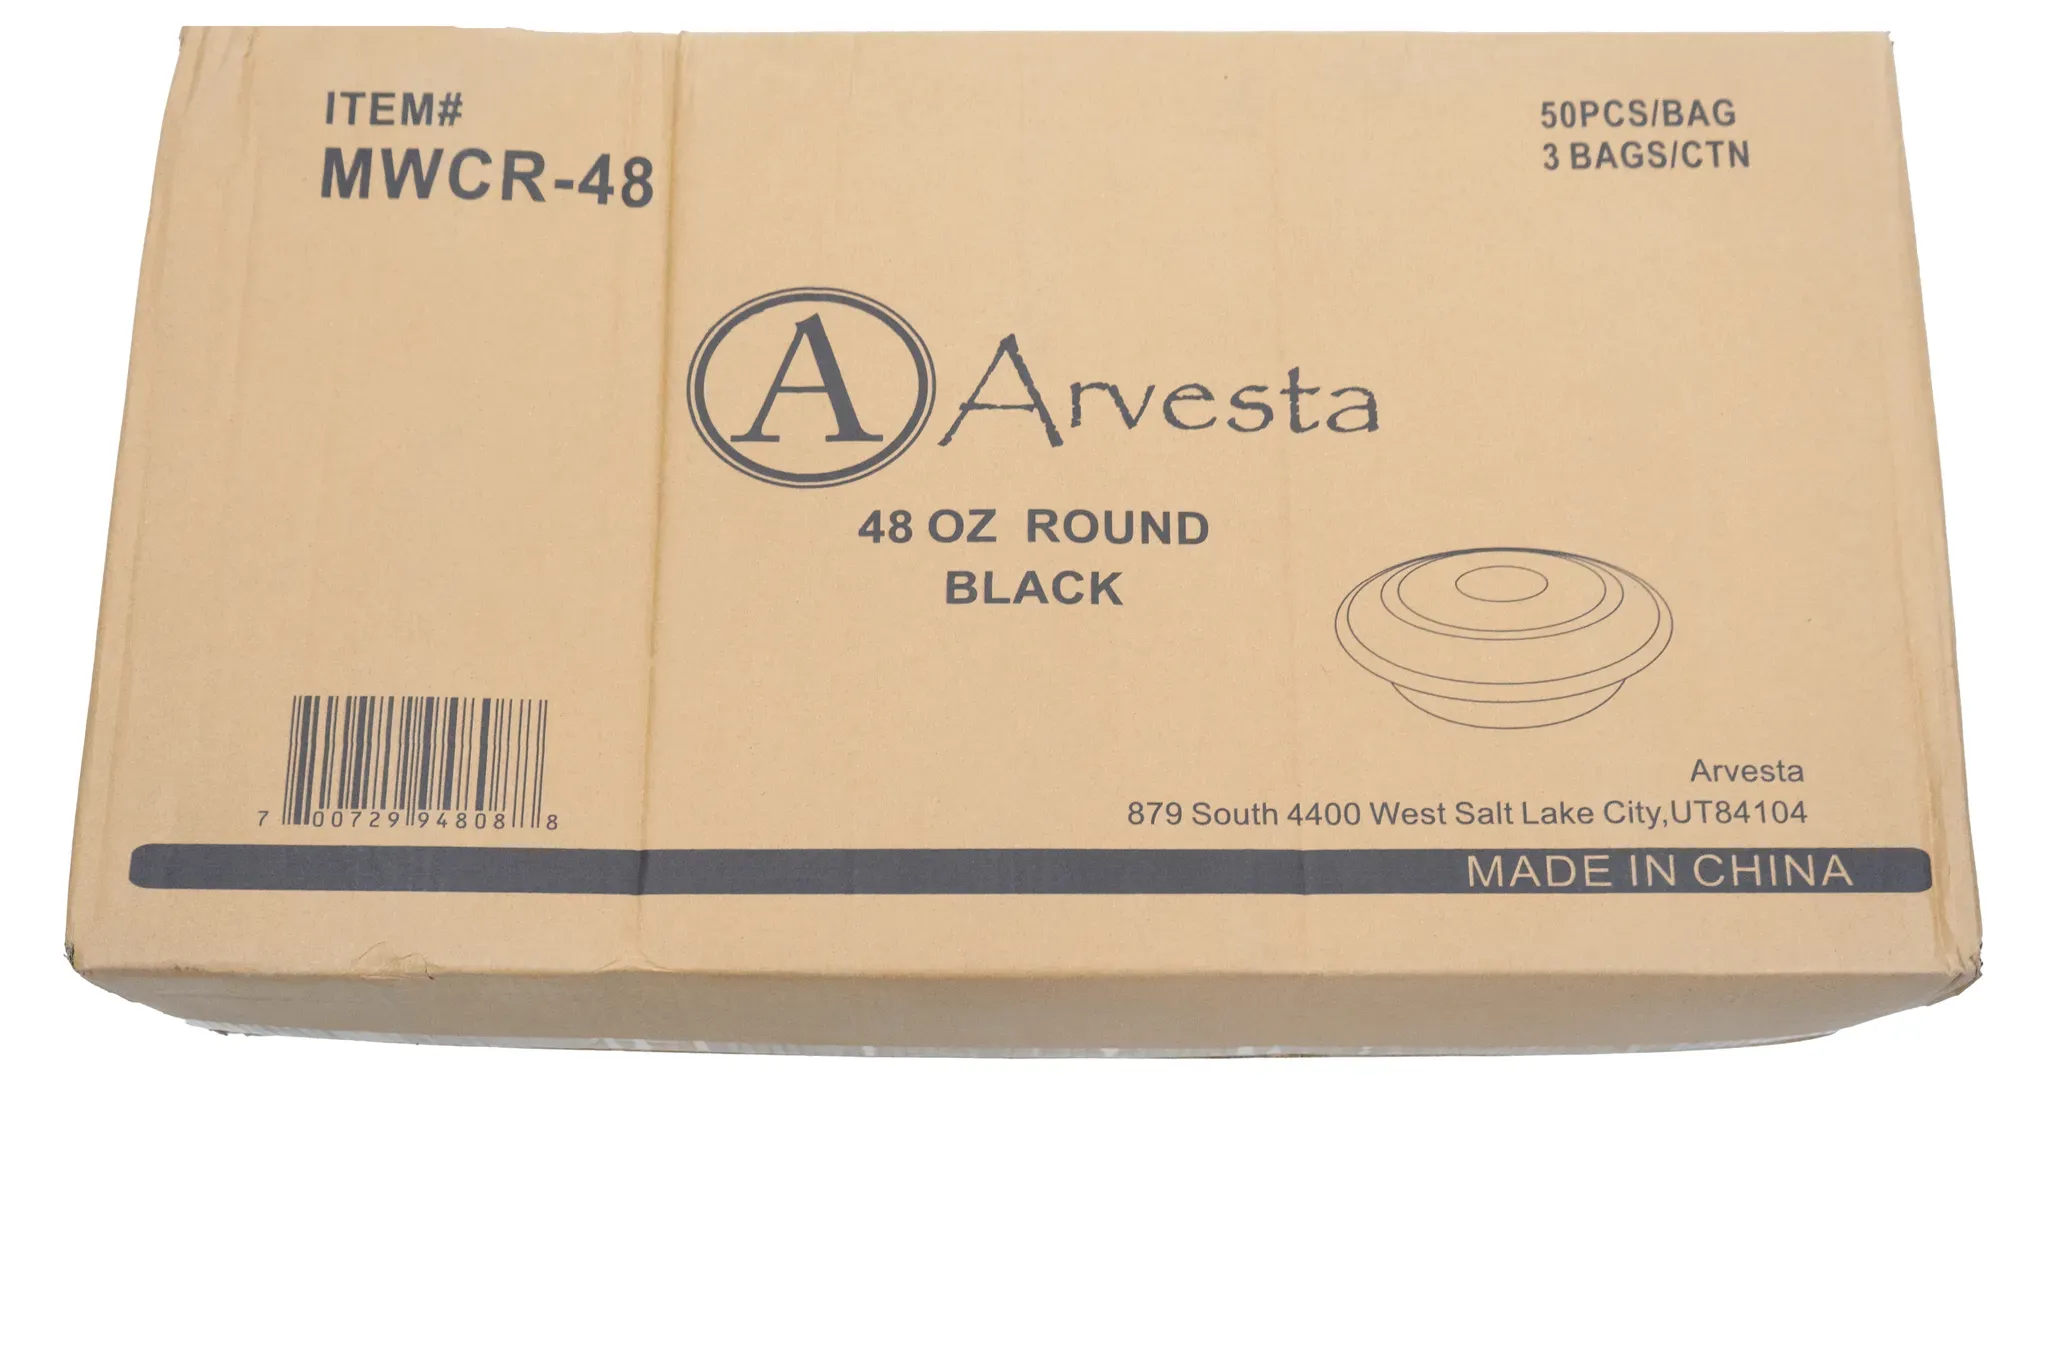 ITEM#
MWCR-48
50PCS/BAG
3 BAGS/CTN
A Arvesta
48 OZ ROUND
BLACK
7 00729 94808 8
Arvesta
879 South 4400 West Salt Lake City,UT84104
MADE IN CHINA